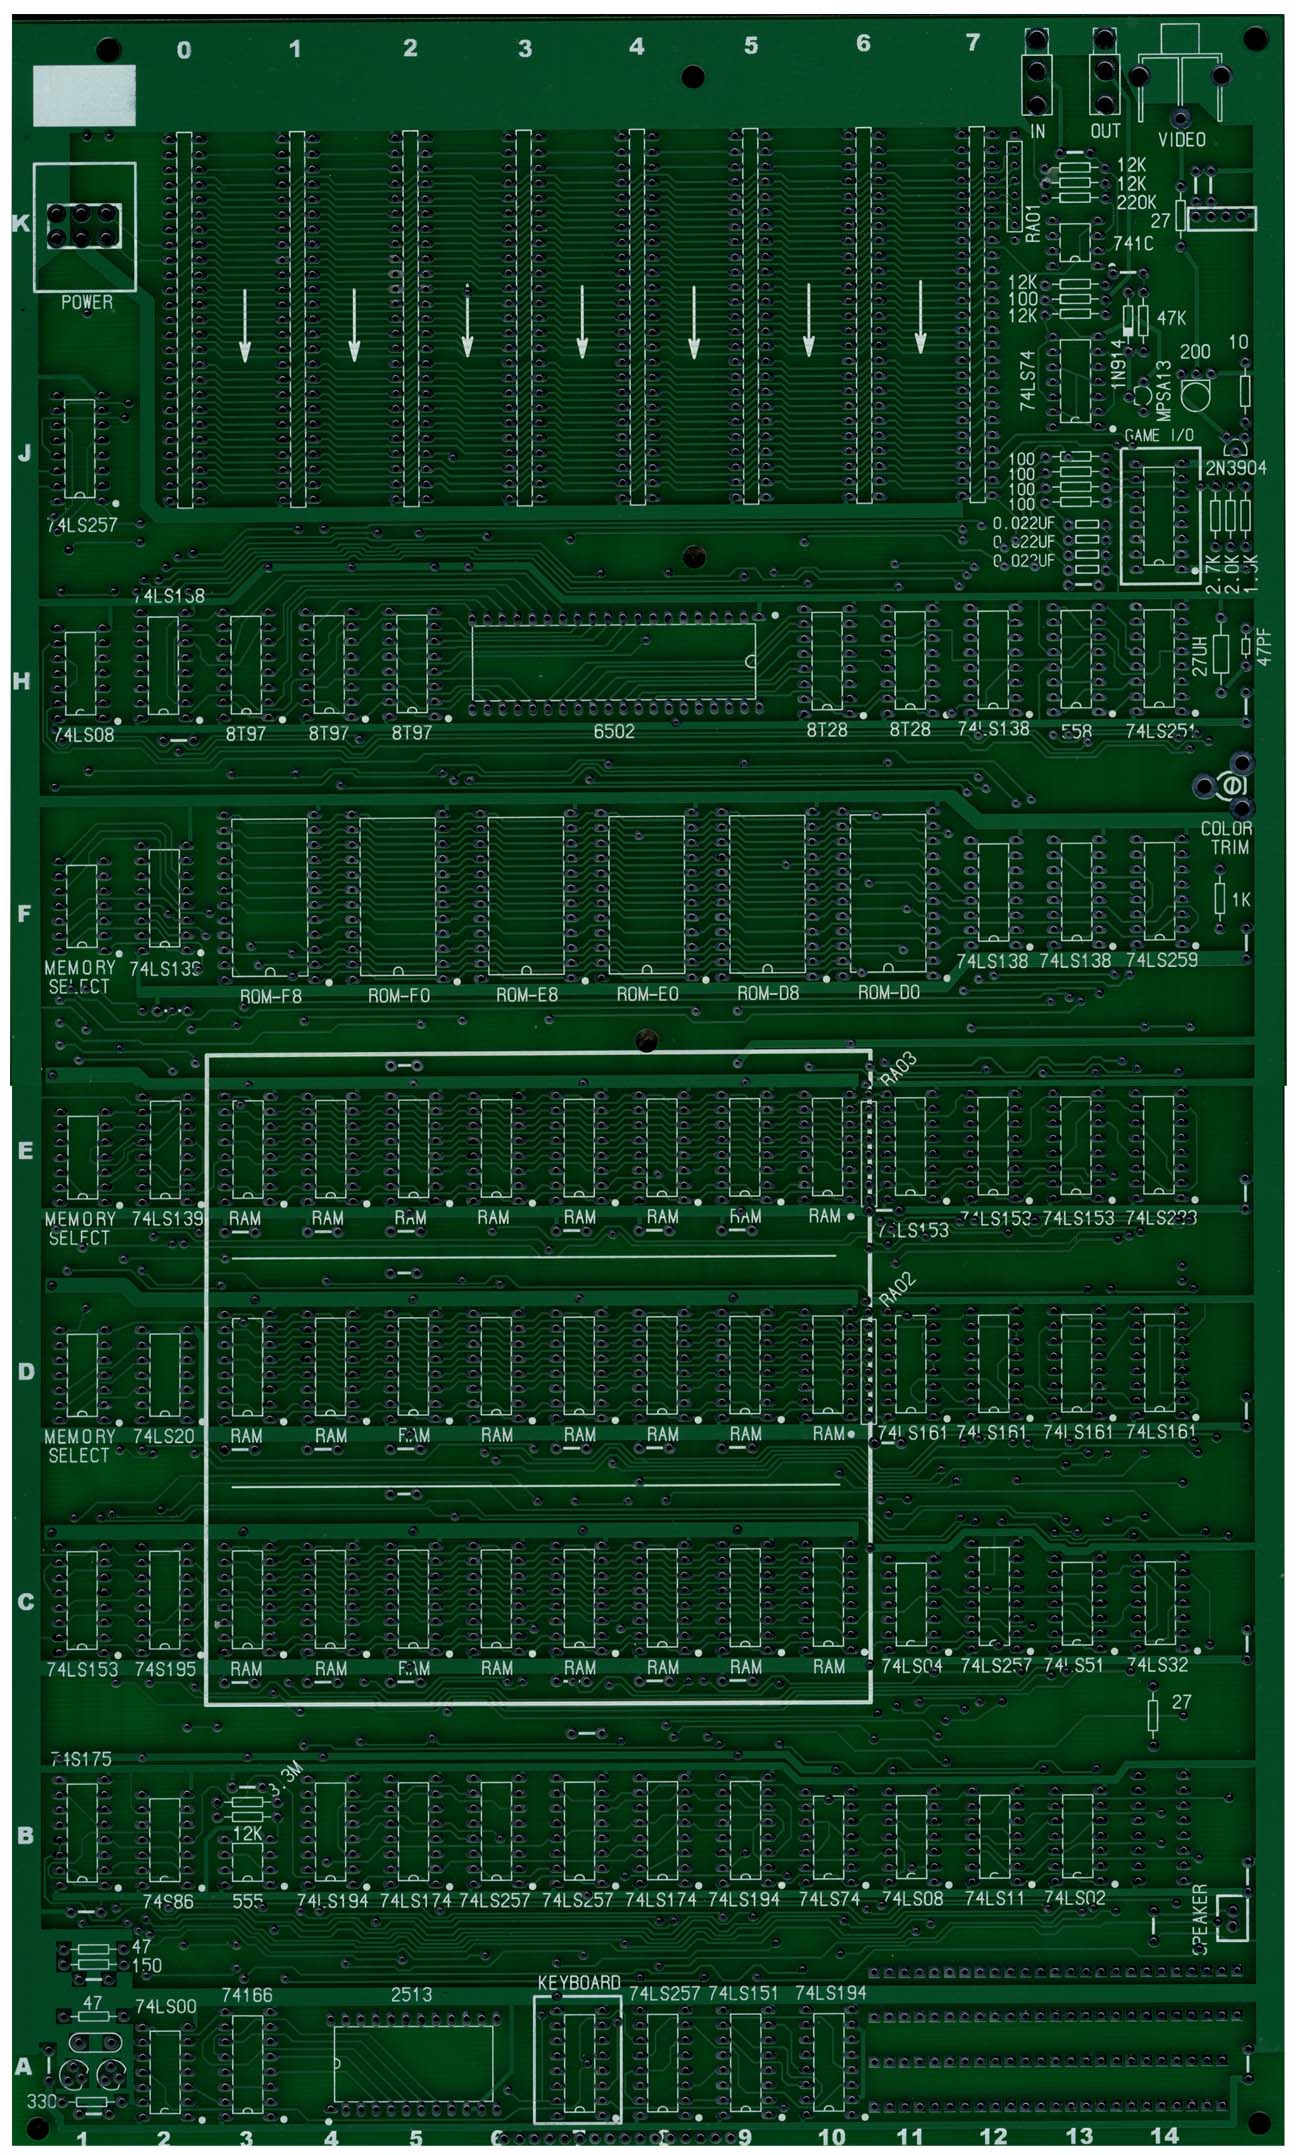 0 1 2 3 4 5 6 7
IN OUT VIDEO
K
POWER
RA01
12K
12K
220K
27
741C
12K
100
12K
47K
1N914
MPSA13
200
10
74LS74
J
74LS257
GAME I/O
2N3904
100
100
100
100
0.022UF
0.022UF
0.022UF
2.7K
2.0K
H
27UH
47PF
74LS08 8T97 8T97 8T97 6502 8T28 8T28 74LS138 558 74LS251
COLOR
TRIM
F
1K
MEMORY
SELECT
ROM-F8 ROM-F0 ROM-E8 ROM-E0 ROM-D8 ROM-D0 74LS138 74LS138 74LS259
RA03
E
MEMORY
SELECT
74LS139 RAM RAM RAM RAM RAM RAM RAM RAM 74LS153 74LS153 74LS153
RA02
D
MEMORY
SELECT
74LS20 RAM RAM RAM RAM RAM RAM RAM RAM 74LS161 74LS161 74LS161 74LS161
C
74LS153 74S195 RAM RAM RAM RAM RAM RAM RAM RAM 74LS04 74LS257 74LS51 74LS32
27
74S175
3.3M
12K
B
74S86 555 74LS194 74LS174 74LS257 74LS257 74LS174 74LS194 74LS74 74LS08 74LS11 74LS02
SPEAKER
47
150
47
74LS00 74166 2513 KEYBOARD 74LS257 74LS151 74LS194
A
330
1 2 3 4 5 9 10 11 12 13 14